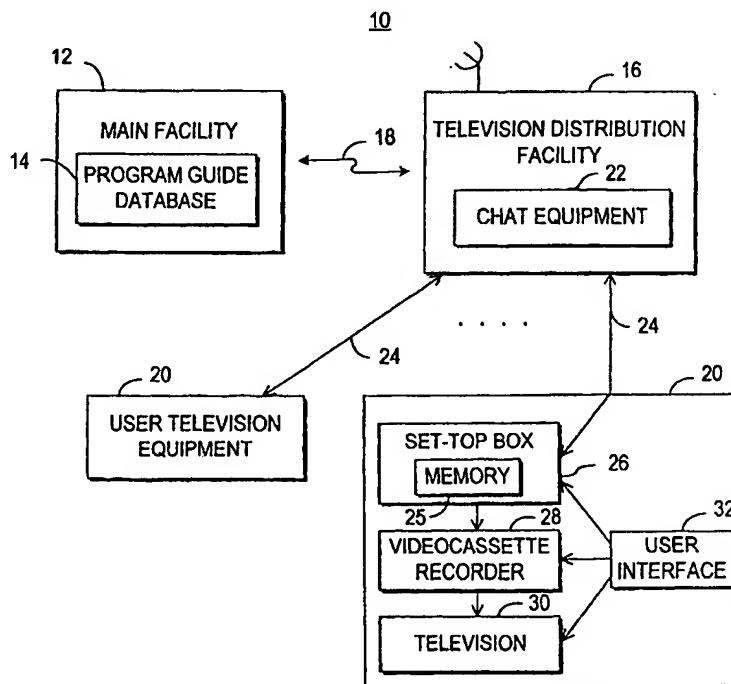 10
12
MAIN FACILITY
14
PROGRAM GUIDE
DATABASE
18
16
TELEVISION DISTRIBUTION
FACILITY
22
CHAT EQUIPMENT
24
. . . .
24
20
USER TELEVISION
EQUIPMENT
20
SET-TOP BOX
MEMORY
26
25
28
VIDEOCASSETTE
RECORDER
32
USER
INTERFACE
30
TELEVISION